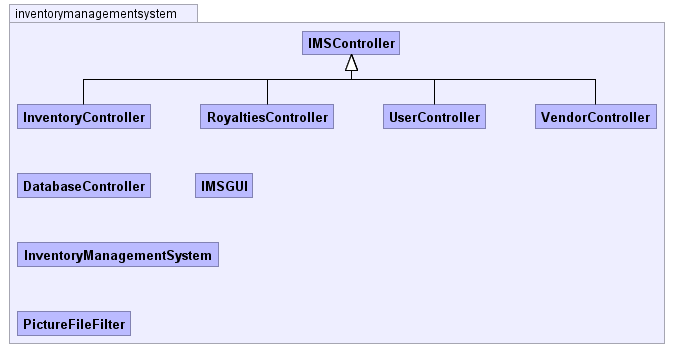 inventorymanagementsystem
IMSController
InventoryController
RoyaltiesController
UserController
VendorController
DatabaseController
IMSGUI
InventoryManagementSystem
PictureFileFilter